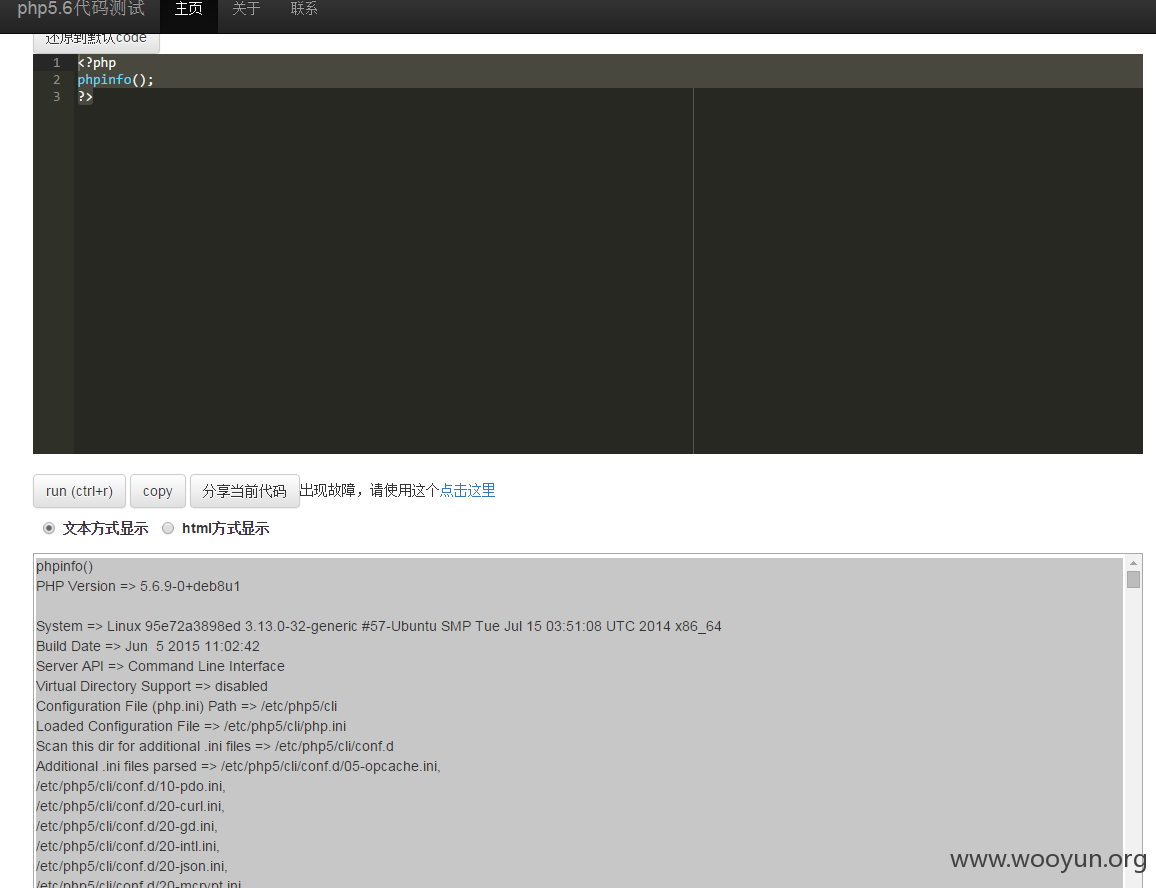 php5.6代码测试 主页 关于 联系
还原到默认code
1 <?php
2 phpinfo();
3 ?>
run (ctrl+r) copy 分享当前代码 出现故障，请使用这个点击这里
文本方式显示 html方式显示
phpinfo()
PHP Version => 5.6.9-0+deb8u1
System => Linux 95e72a3898ed 3.13.0-32-generic #57-Ubuntu SMP Tue Jul 15 03:51:08 UTC 2014 x86_64
Build Date => Jun  5 2015 11:02:42
Server API => Command Line Interface
Virtual Directory Support => disabled
Configuration File (php.ini) Path => /etc/php5/cli
Loaded Configuration File => /etc/php5/cli/php.ini
Scan this dir for additional .ini files => /etc/php5/cli/conf.d
Additional .ini files parsed => /etc/php5/cli/conf.d/05-opcache.ini,
/etc/php5/cli/conf.d/10-pdo.ini,
/etc/php5/cli/conf.d/20-curl.ini,
/etc/php5/cli/conf.d/20-gd.ini,
/etc/php5/cli/conf.d/20-intl.ini,
/etc/php5/cli/conf.d/20-json.ini,
/etc/php5/cli/conf.d/20-mcrypt.ini
www.wooyun.org